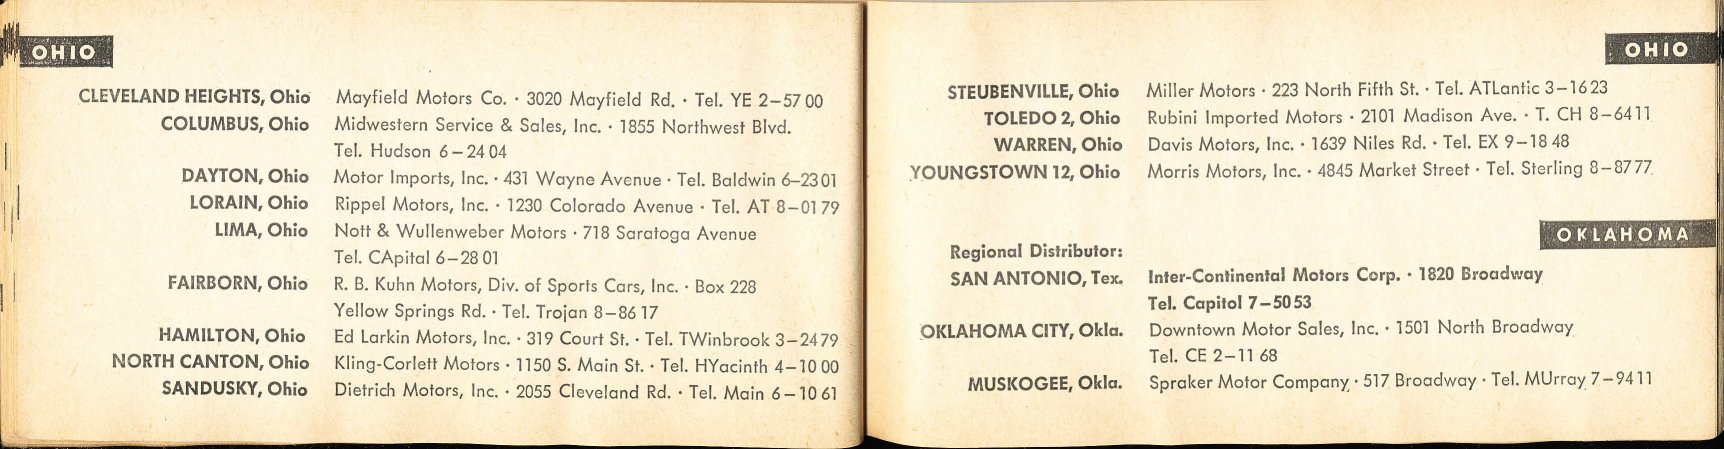 OHIO
CLEVELAND HEIGHTS, Ohio Mayfield Motors Co. · 3020 Mayfield Rd. · Tel. YE 2–57 00
COLUMBUS, Ohio Midwestern Service & Sales, Inc. · 1855 Northwest Blvd.
Tel. Hudson 6–24 04
DAYTON, Ohio Motor Imports, Inc. · 431 Wayne Avenue · Tel. Baldwin 6–23 01
LORAIN, Ohio Rippel Motors, Inc. · 1230 Colorado Avenue · Tel. AT 8–01 79
LIMA, Ohio Nott & Wullenweber Motors · 718 Saratoga Avenue
Tel. CApital 6–28 01
FAIRBORN, Ohio R. B. Kuhn Motors, Div. of Sports Cars, Inc. · Box 228
Yellow Springs Rd. · Tel. Trojan 8–86 17
HAMILTON, Ohio Ed Larkin Motors, Inc. · 319 Court St. · Tel. TWinbrook 3–24 79
NORTH CANTON, Ohio Kling-Corlett Motors · 1150 S. Main St. · Tel. HYacinth 4–10 00
SANDUSKY, Ohio Dietrich Motors, Inc. · 2055 Cleveland Rd. · Tel. Main 6–10 61
OHIO
STEUBENVILLE, Ohio Miller Motors · 223 North Fifth St. · Tel. ATLantic 3–16 23
TOLEDO 2, Ohio Rubini Imported Motors · 2101 Madison Ave. · T. CH 8–64 11
WARREN, Ohio Davis Motors, Inc. · 1639 Niles Rd. · Tel. EX 9–18 48
YOUNGSTOWN 12, Ohio Morris Motors, Inc. · 4845 Market Street · Tel. Sterling 8–87 77
OKLAHOMA
Regional Distributor:
SAN ANTONIO, Tex. Inter-Continental Motors Corp. · 1820 Broadway
Tel. Capitol 7–50 53
OKLAHOMA CITY, Okla. Downtown Motor Sales, Inc. · 1501 North Broadway
Tel. CE 2–11 68
MUSKOGEE, Okla. Spraker Motor Company · 517 Broadway · Tel. MUrray 7–94 11